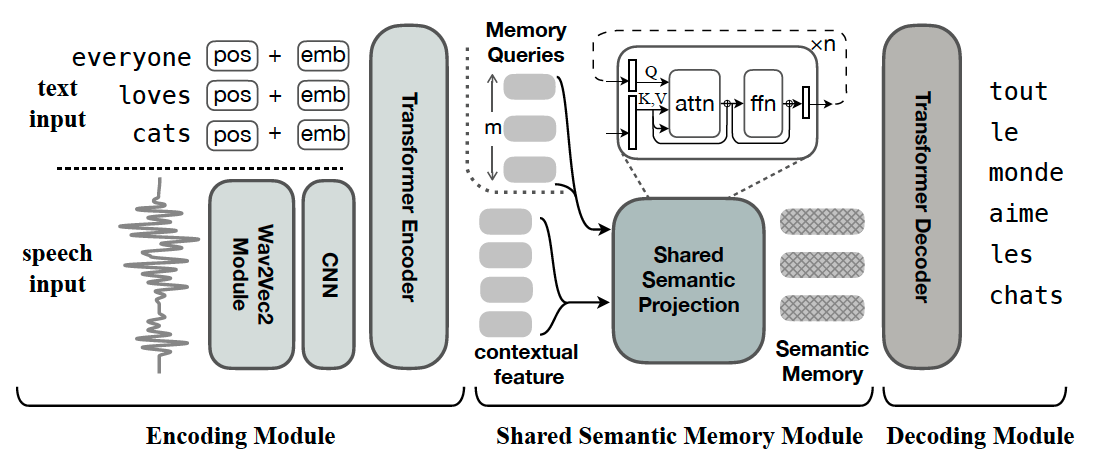 everyone pos + emb
loves pos + emb
cats pos + emb
text
input
speech
input
Wav2Vec2
Module
CNN
Transformer Encoder
Encoding Module
Memory
Queries
m
contextual
feature
×n
Q
K,V
attn
ffn
Shared
Semantic
Projection
Semantic
Memory
Shared Semantic Memory Module
Transformer Decoder
tout
le
monde
aime
les
chats
Decoding Module